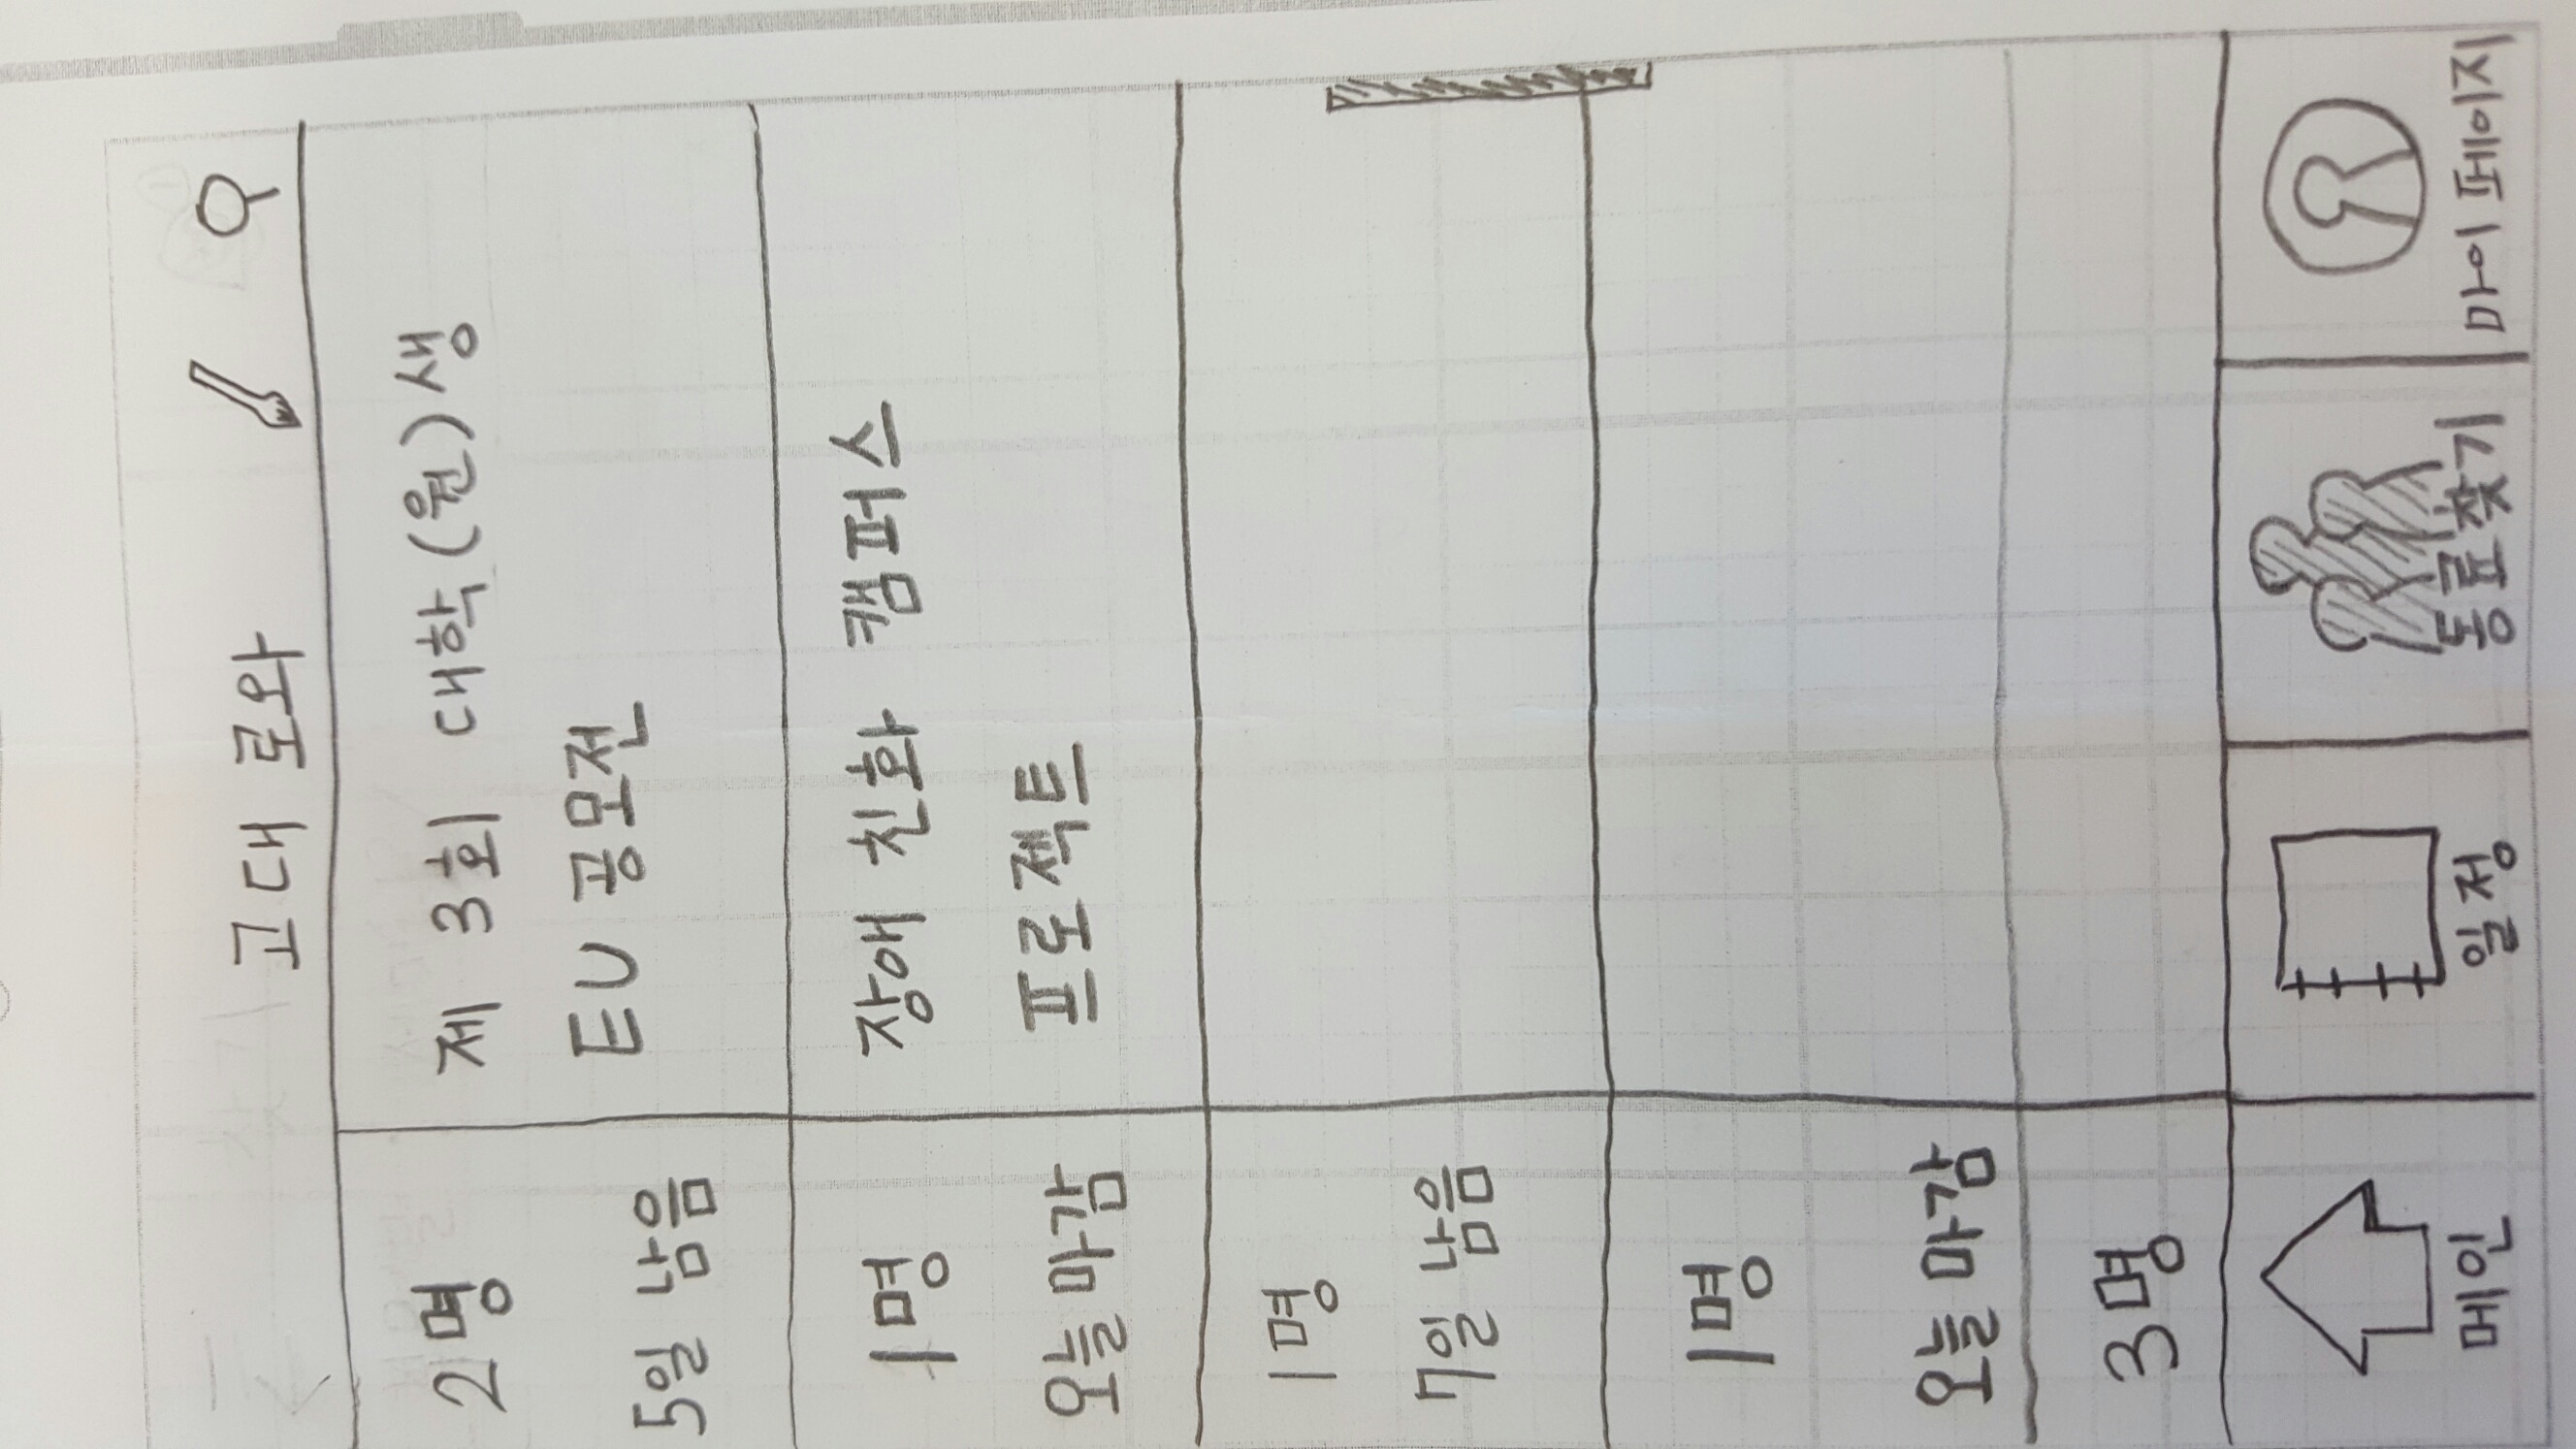 고대 로와
2명
제 3회 대학(원)생
EU 공모전
5일 남음
1명
장애 친화 캠퍼스
프로젝트
오늘 마감
1명
7일 남음
1명
오늘 마감
3명
메인
일정
동료찾기
마이 페이지